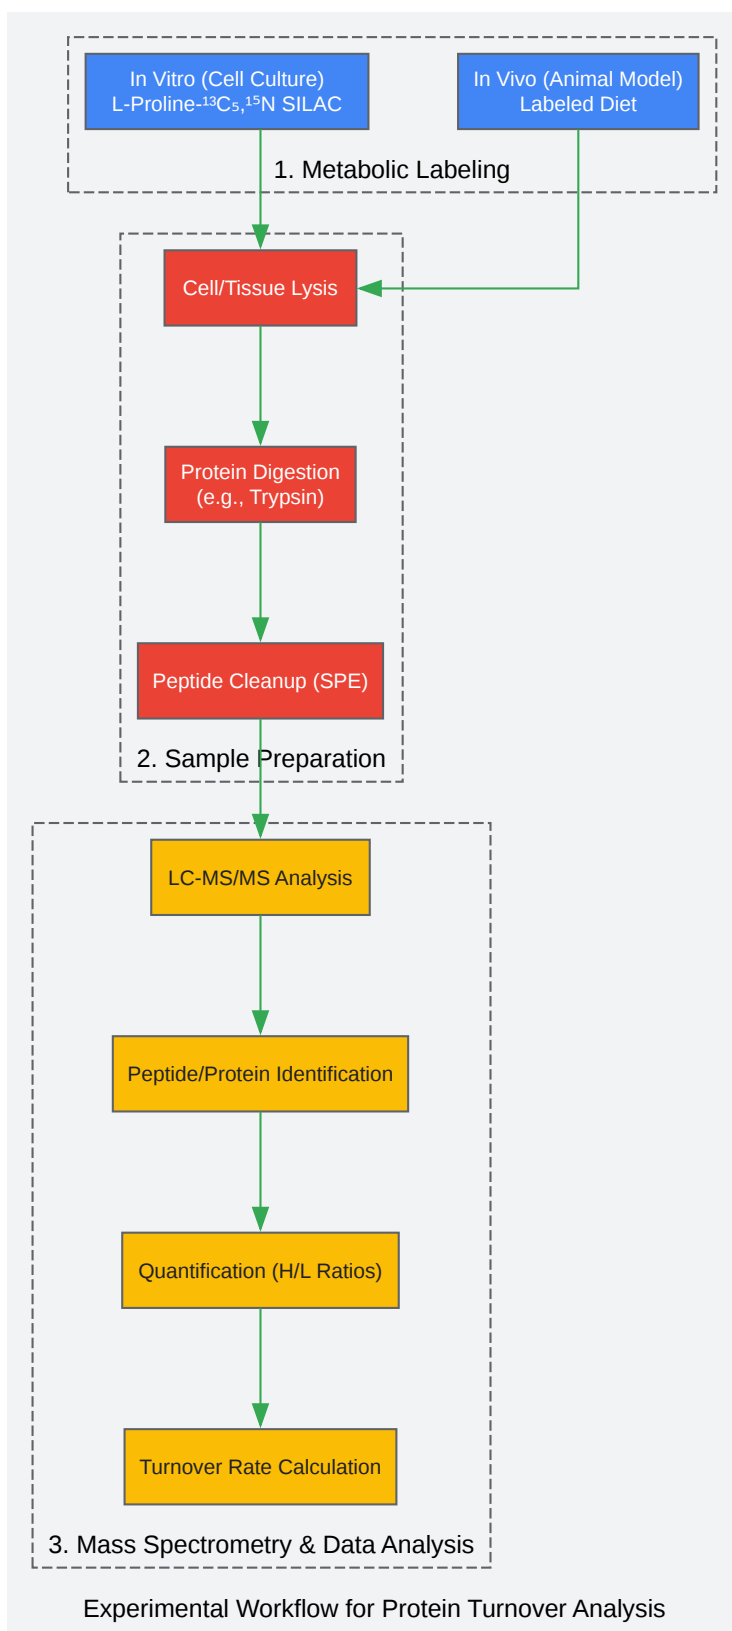 In Vitro (Cell Culture)
L-Proline-¹³C₅,¹⁵N SILAC
In Vivo (Animal Model)
Labeled Diet
1. Metabolic Labeling
Cell/Tissue Lysis
Protein Digestion
(e.g., Trypsin)
Peptide Cleanup (SPE)
2. Sample Preparation
LC-MS/MS Analysis
Peptide/Protein Identification
Quantification (H/L Ratios)
Turnover Rate Calculation
3. Mass Spectrometry & Data Analysis
Experimental Workflow for Protein Turnover Analysis